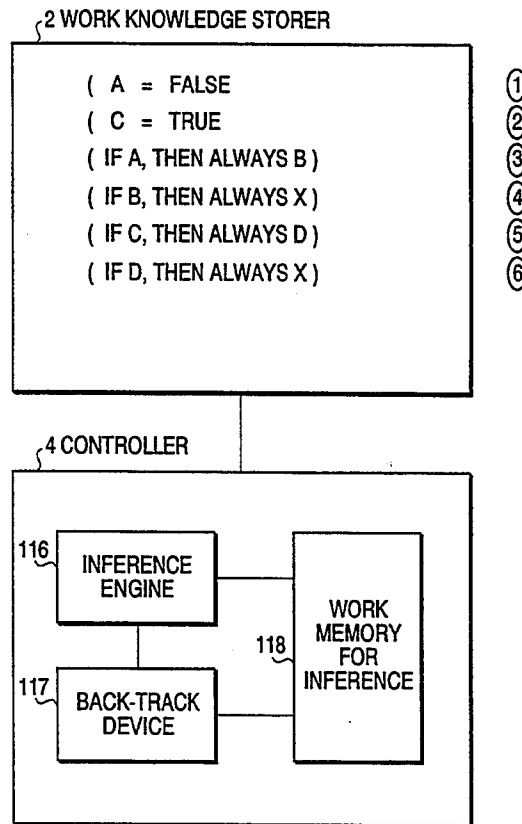 2 WORK KNOWLEDGE STORER
( A = FALSE ①
( C = TRUE ②
( IF A, THEN ALWAYS B ) ③
( IF B, THEN ALWAYS X ) ④
( IF C, THEN ALWAYS D ) ⑤
( IF D, THEN ALWAYS X ) ⑥
4 CONTROLLER
116
INFERENCE
ENGINE
117
BACK-TRACK
DEVICE
118
WORK
MEMORY
FOR
INFERENCE